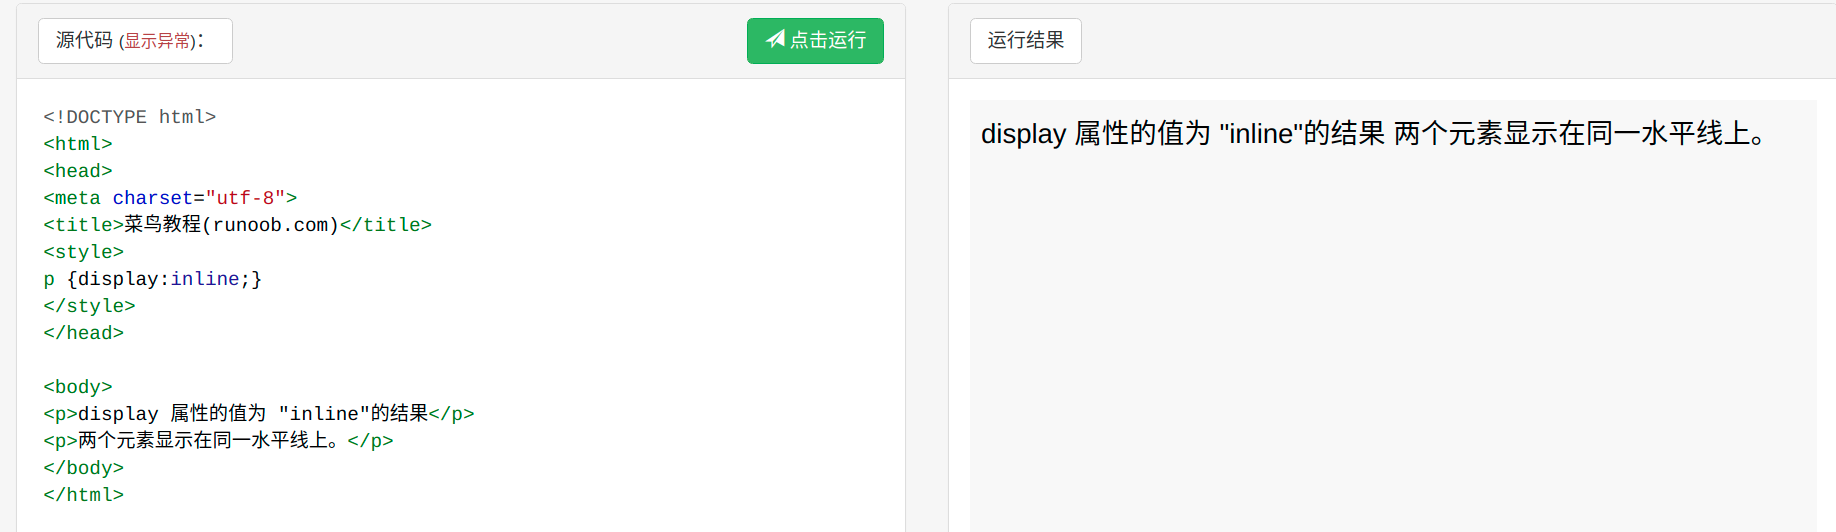 源代码 (显示异常)：
点击运行
<!DOCTYPE html>
<html>
<head>
<meta charset="utf-8">
<title>菜鸟教程(runoob.com)</title>
<style>
p {display:inline;}
</style>
</head>
<body>
<p>display 属性的值为 "inline"的结果</p>
<p>两个元素显示在同一水平线上。</p>
</body>
</html>
运行结果
display 属性的值为 "inline"的结果 两个元素显示在同一水平线上。